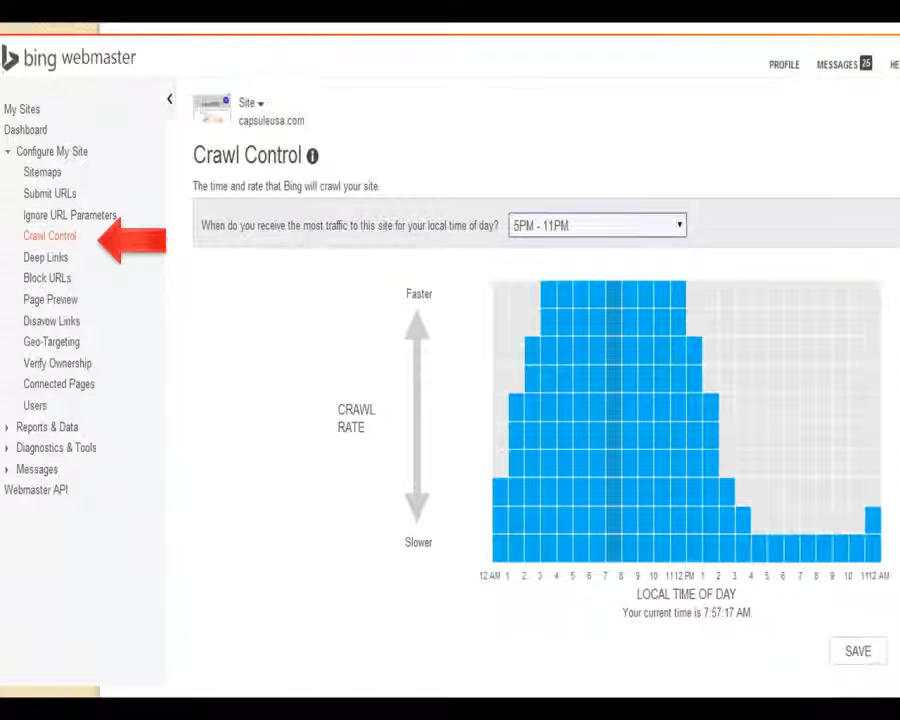 bing webmaster
PROFILE MESSAGES 25 HE
My Sites
Dashboard
Configure My Site
Sitemaps
Submit URLs
Ignore URL Parameters
Crawl Control
Deep Links
Block URLs
Page Preview
Disavow Links
Geo-Targeting
Verify Ownership
Connected Pages
Users
Reports & Data
Diagnostics & Tools
Messages
Webmaster API
Site
capsuleusa.com
Crawl Control
The time and rate that Bing will crawl your site.
When do you receive the most traffic to this site for your local time of day? 5PM - 11PM
Faster
CRAWL
RATE
Slower
12 AM 1 2 3 4 5 6 7 8 9 10 11 12 PM 1 2 3 4 5 6 7 8 9 10 11 12 AM
LOCAL TIME OF DAY
Your current time is 7:57:17 AM.
SAVE